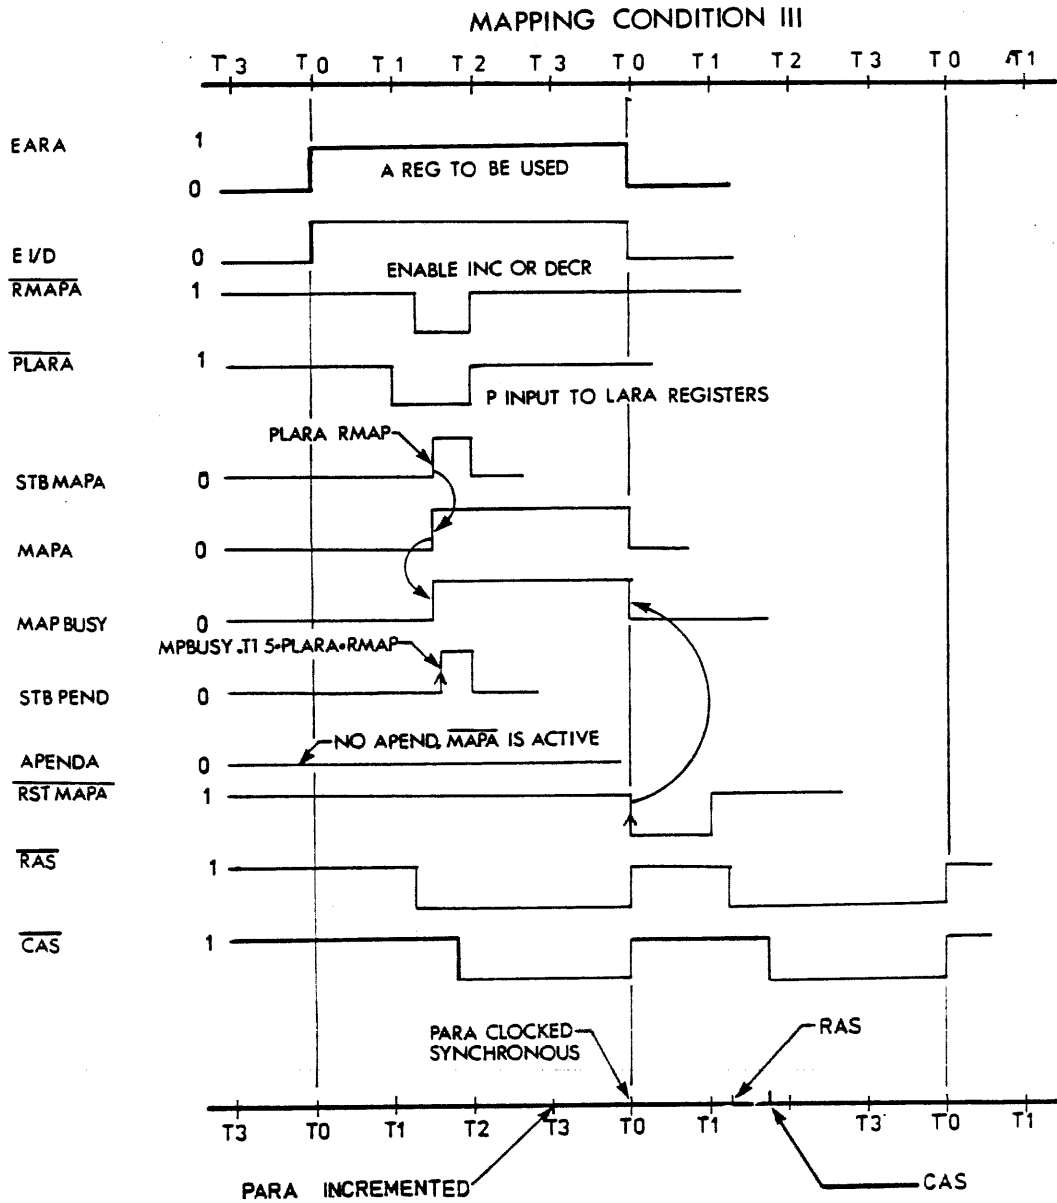 MAPPING CONDITION III
T3 T0 T1 T2 T3 T0 T1 T2 T3 T0 T1
EARA 1
A REG TO BE USED
0
E I/D 0
ENABLE INC OR DECR
RMAPA 1
PLARA 1
P INPUT TO LARA REGISTERS
PLARA RMAP
STBMAPA 0
MAPA 0
MAP BUSY 0
MPBUSY.T1 5•PLARA•RMAP
STB PEND 0
NO APEND, MAPA IS ACTIVE
APENDA 0
RST MAPA 1
RAS 1
CAS 1
PARA CLOCKED
SYNCHRONOUS
RAS
T3 T0 T1 T2 T3 T0 T1 T3 T0 T1
PARA INCREMENTED
CAS